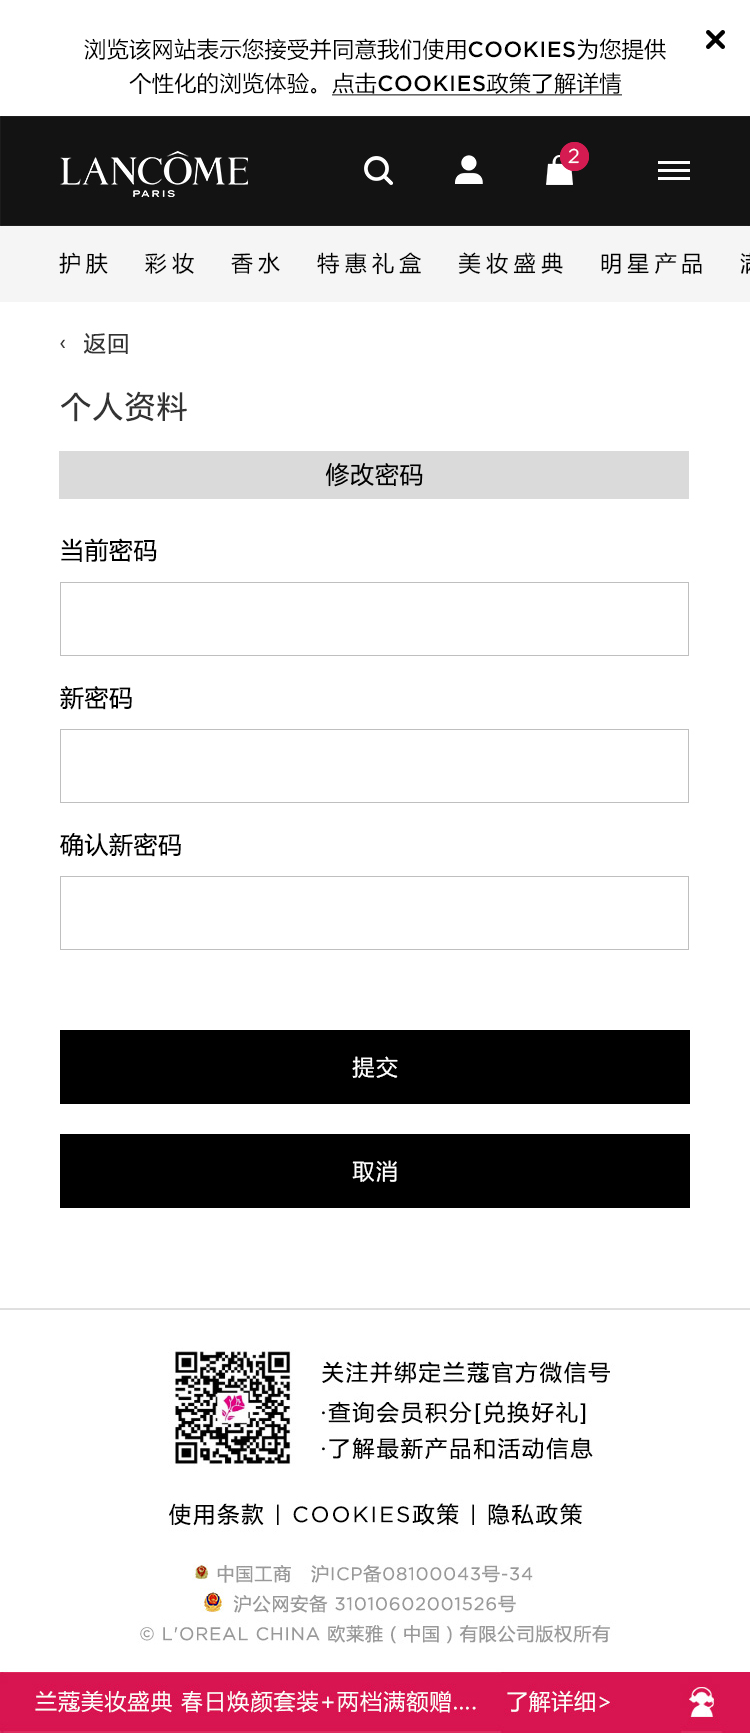 浏览该网站表示您接受并同意我们使用COOKIES为您提供
个性化的浏览体验。点击COOKIES政策了解详情
LANCÔME
PARIS
2
护肤 彩妆 香水 特惠礼盒 美妆盛典 明星产品
‹ 返回
个人资料
修改密码
当前密码
新密码
确认新密码
提交
取消
关注并绑定兰蔻官方微信号
·查询会员积分[兑换好礼]
·了解最新产品和活动信息
使用条款 | COOKIES政策 | 隐私政策
中国工商 沪ICP备08100043号-34
沪公网安备 31010602001526号
© L'OREAL CHINA 欧莱雅 ( 中国 ) 有限公司版权所有
兰蔻美妆盛典 春日焕颜套装+两档满额赠.... 了解详细>